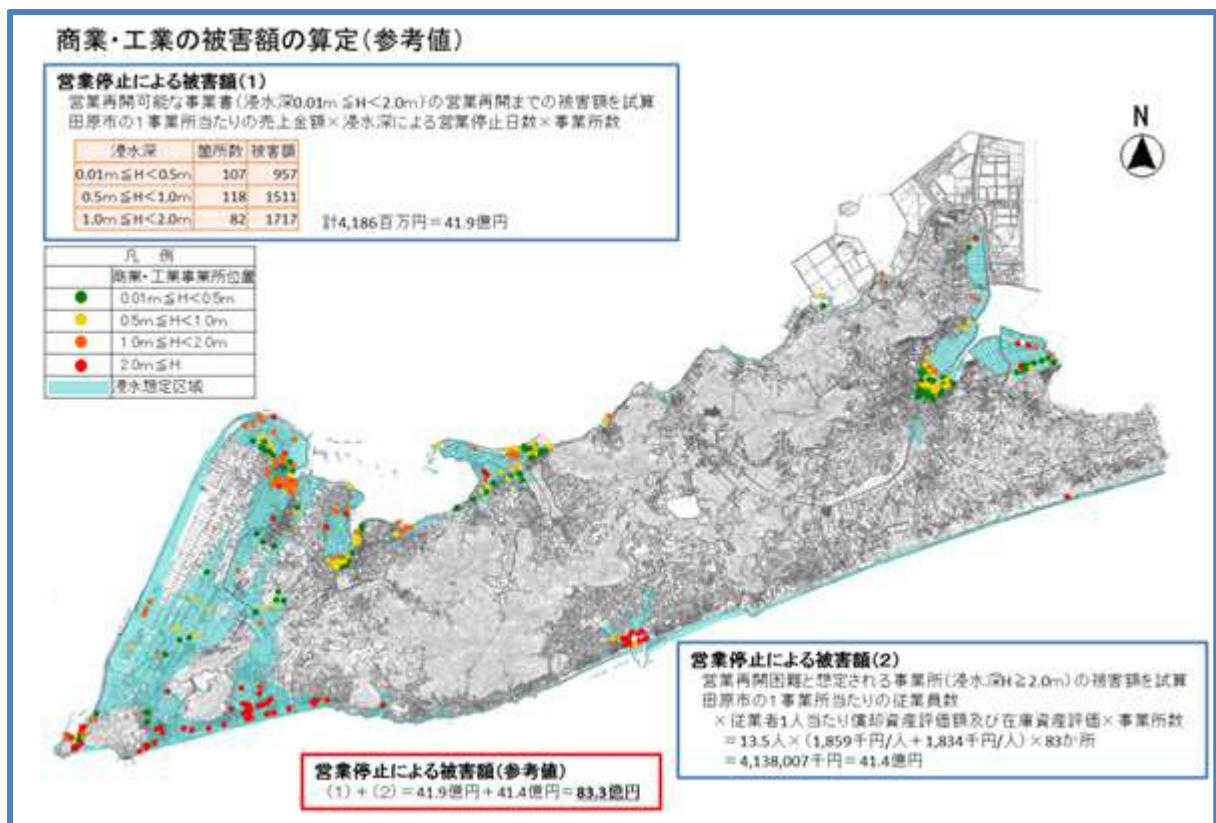 商業・工業の被害額の算定(参考値)
営業停止による被害額(1)
営業再開可能な事業書(浸水深0.01m≦H<2.0m)の営業再開までの被害額を試算
田原市の1事業所当たりの売上金額×浸水深による営業停止日数×事業所数
浸水深 箇所数 被害額
0.01m≦H<0.5m 107 957
0.5m≦H<1.0m 118 1511
1.0m≦H<2.0m 82 1717
計4,186百万円=41.9億円
凡 例
商業・工業事業所位置
0.01m≦H<0.5m
0.5m≦H<1.0m
1.0m≦H<2.0m
2.0m≦H
浸水想定区域
N
営業停止による被害額(2)
営業再開困難と想定される事業所(浸水深H≧2.0m)の被害額を試算
田原市の1事業所当たりの従業員数
×従業者1人当たり償却資産評価額及び在庫資産評価×事業所数
=13.5人×(1,859千円/人+1,834千円/人)×83か所
=4,138,007千円=41.4億円
営業停止による被害額(参考値)
(1)+(2)=41.9億円+41.4億円=83.3億円